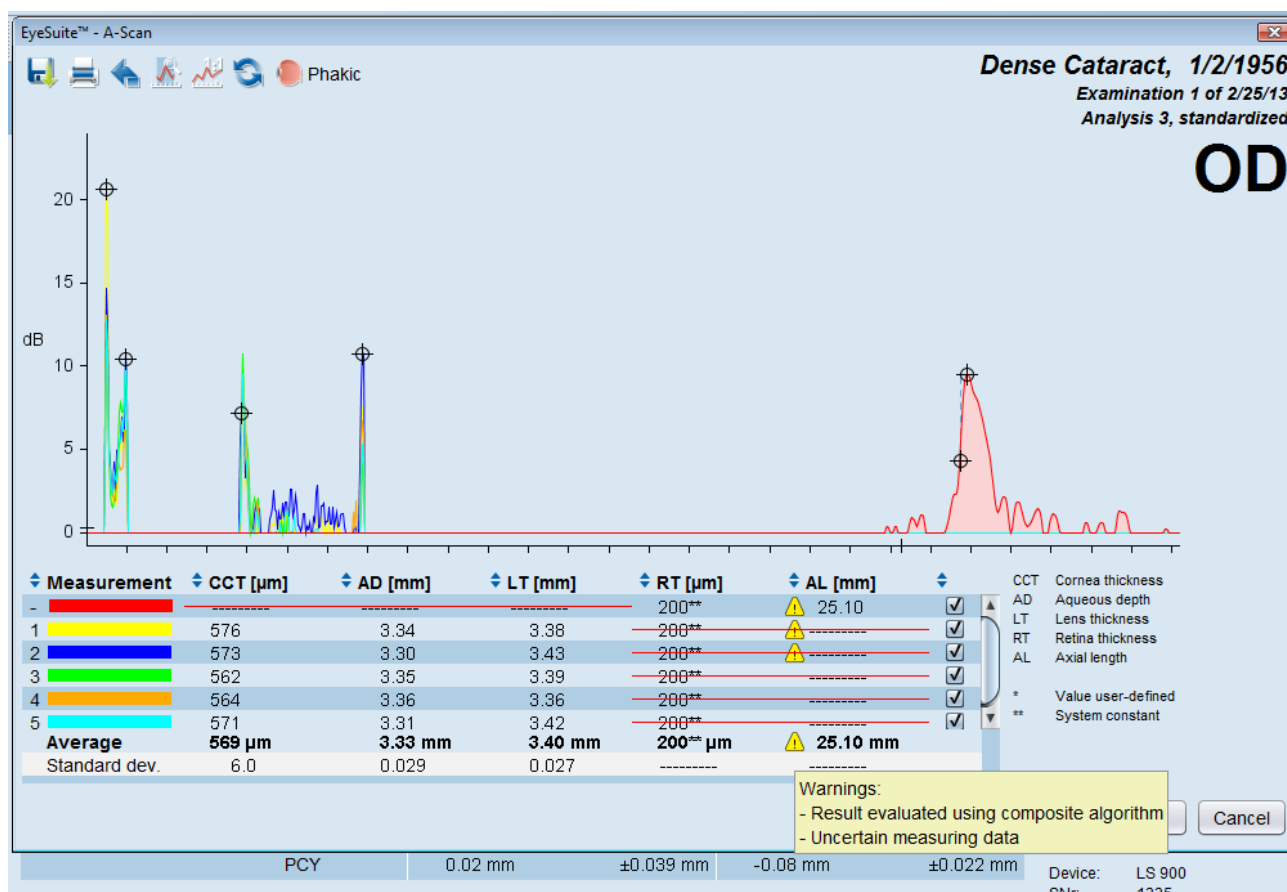 EyeSuite™ - A-Scan
Phakic
Dense Cataract, 1/2/1956
Examination 1 of 2/25/13
Analysis 3, standardized
OD
20
15
dB
10
5
0
Measurement CCT [µm] AD [mm] LT [mm] RT [µm] AL [mm]
- --------- --------- --------- 200** 25.10
1 576 3.34 3.38 200** ---------
2 573 3.30 3.43 200** ---------
3 562 3.35 3.39 200** ---------
4 564 3.36 3.36 200** ---------
5 571 3.31 3.42 200** ---------
Average 569 µm 3.33 mm 3.40 mm 200** µm 25.10 mm
Standard dev. 6.0 0.029 0.027 --------- ---------
CCT Cornea thickness
AD Aqueous depth
LT Lens thickness
RT Retina thickness
AL Axial length
* Value user-defined
** System constant
Warnings:
- Result evaluated using composite algorithm
- Uncertain measuring data
Cancel
PCY 0.02 mm ±0.039 mm -0.08 mm ±0.022 mm
Device: LS 900